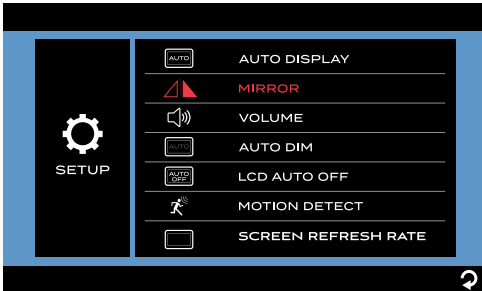 SETUP
AUTO
AUTO DISPLAY
MIRROR
VOLUME
AUTO
AUTO DIM
AUTO
OFF
LCD AUTO OFF
MOTION DETECT
SCREEN REFRESH RATE